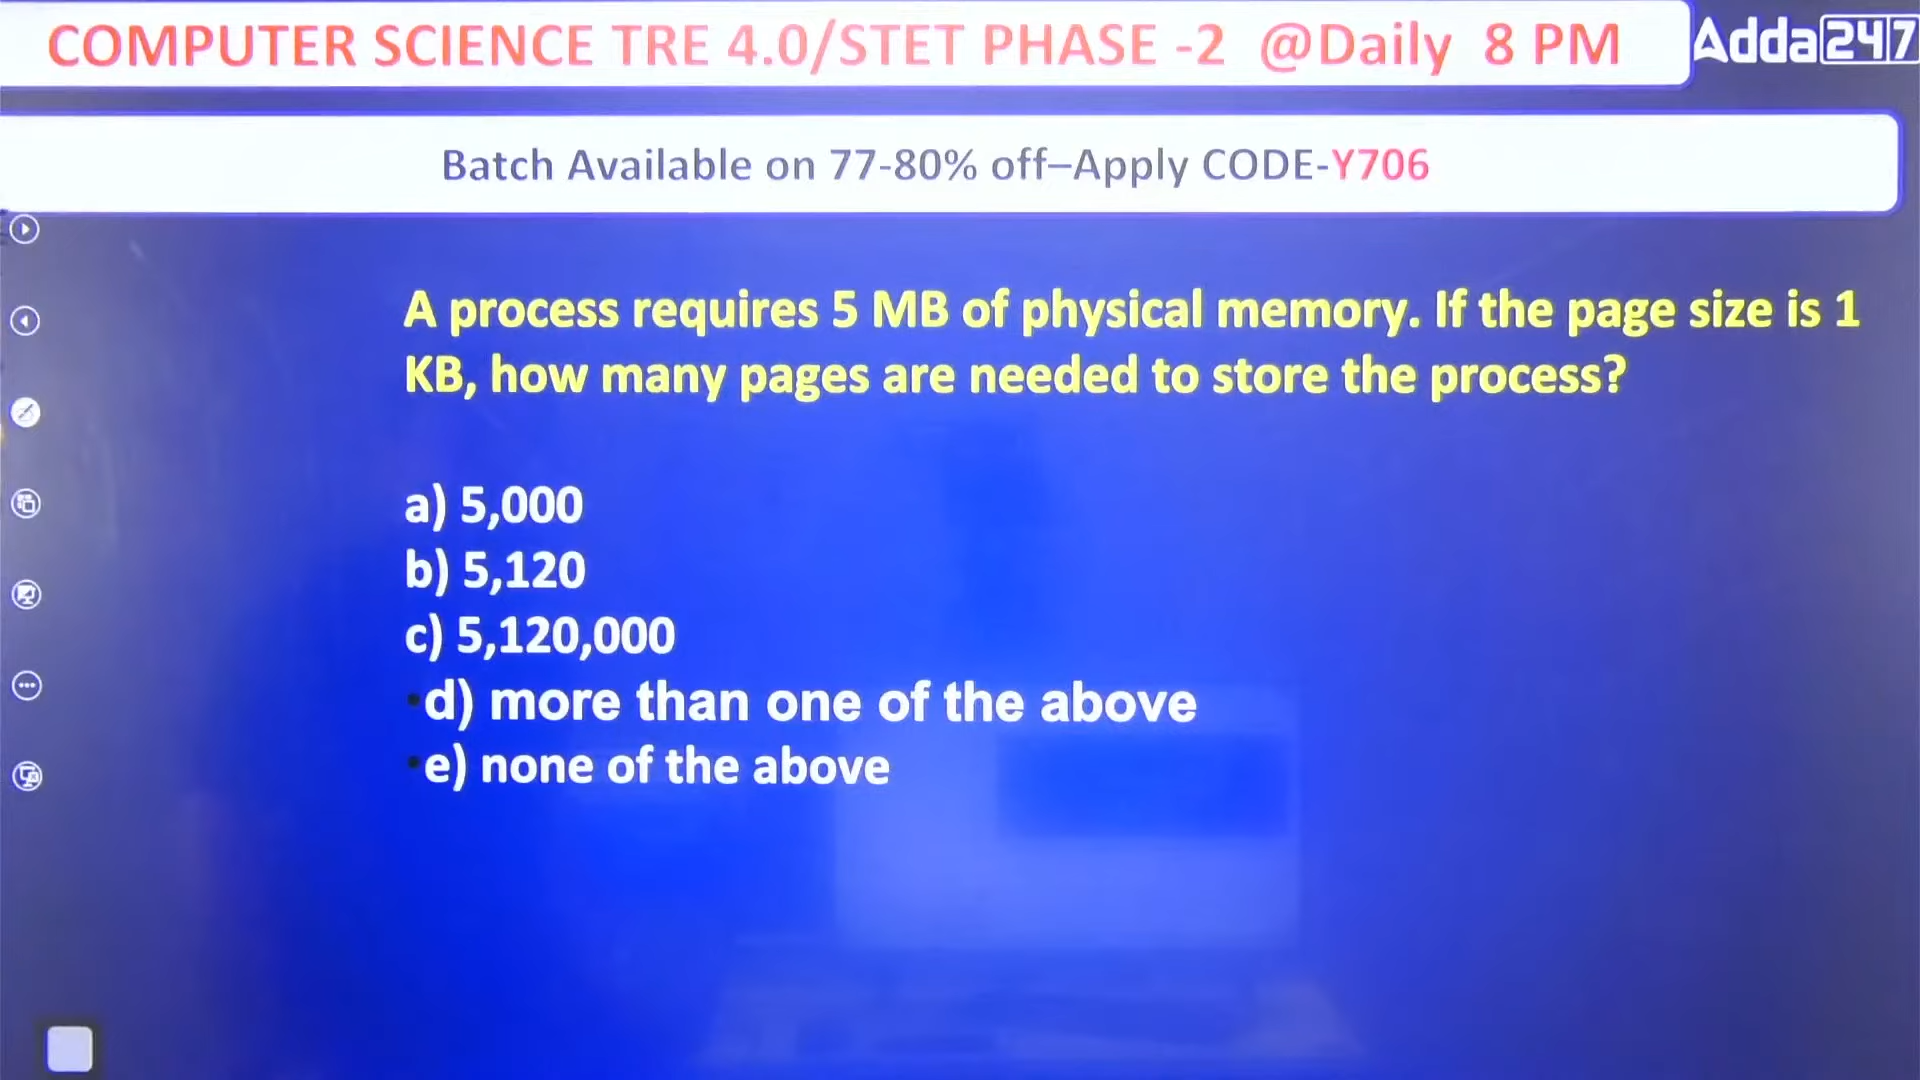 COMPUTER SCIENCE TRE 4.0/STET PHASE -2 @Daily 8 PM
Adda247
Batch Available on 77-80% off–Apply CODE-Y706
A process requires 5 MB of physical memory. If the page size is 1
KB, how many pages are needed to store the process?
a) 5,000
b) 5,120
c) 5,120,000
•d) more than one of the above
•e) none of the above